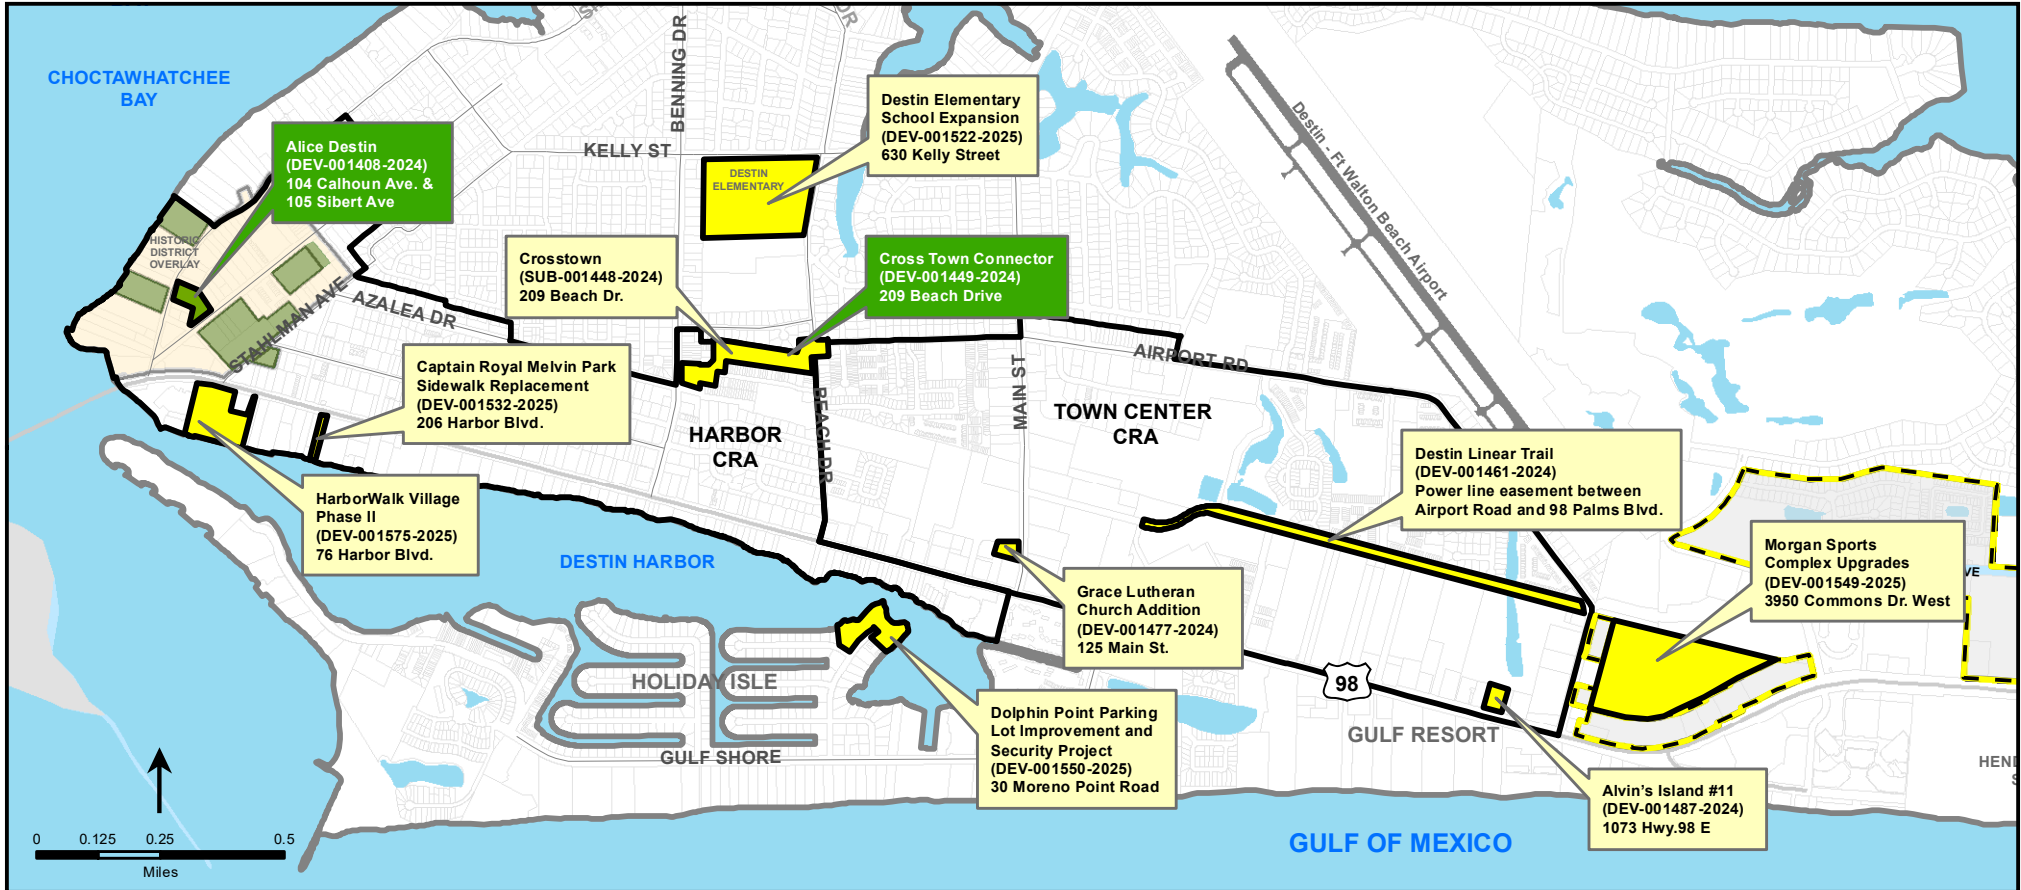 CHOCTAWHATCHEE
BAY
BENNING DR
KELLY ST
Alice Destin
(DEV-001408-2024)
104 Calhoun Ave. &
105 Sibert Ave
Destin Elementary
School Expansion
(DEV-001522-2025)
630 Kelly Street
DESTIN
ELEMENTARY
Destin - Ft Walton Beach Airport
HISTORIC
DISTRICT
OVERLAY
STAHLMAN AVE
AZALEA DR
Crosstown
(SUB-001448-2024)
209 Beach Dr.
Cross Town Connector
(DEV-001449-2024)
209 Beach Drive
Captain Royal Melvin Park
Sidewalk Replacement
(DEV-001532-2025)
206 Harbor Blvd.
HARBOR
CRA
BEACH DR
MAIN ST
AIRPORT RD
TOWN CENTER
CRA
HarborWalk Village
Phase II
(DEV-001575-2025)
76 Harbor Blvd.
Destin Linear Trail
(DEV-001461-2024)
Power line easement between
Airport Road and 98 Palms Blvd.
DESTIN HARBOR
Morgan Sports
Complex Upgrades
(DEV-001549-2025)
3950 Commons Dr. West
VE
Grace Lutheran
Church Addition
(DEV-001477-2024)
125 Main St.
HOLIDAY ISLE
98
GULF RESORT
GULF SHORE
Dolphin Point Parking
Lot Improvement and
Security Project
(DEV-001550-2025)
30 Moreno Point Road
Alvin's Island #11
(DEV-001487-2024)
1073 Hwy.98 E
HEND
GULF OF MEXICO
0 0.125 0.25 0.5
Miles